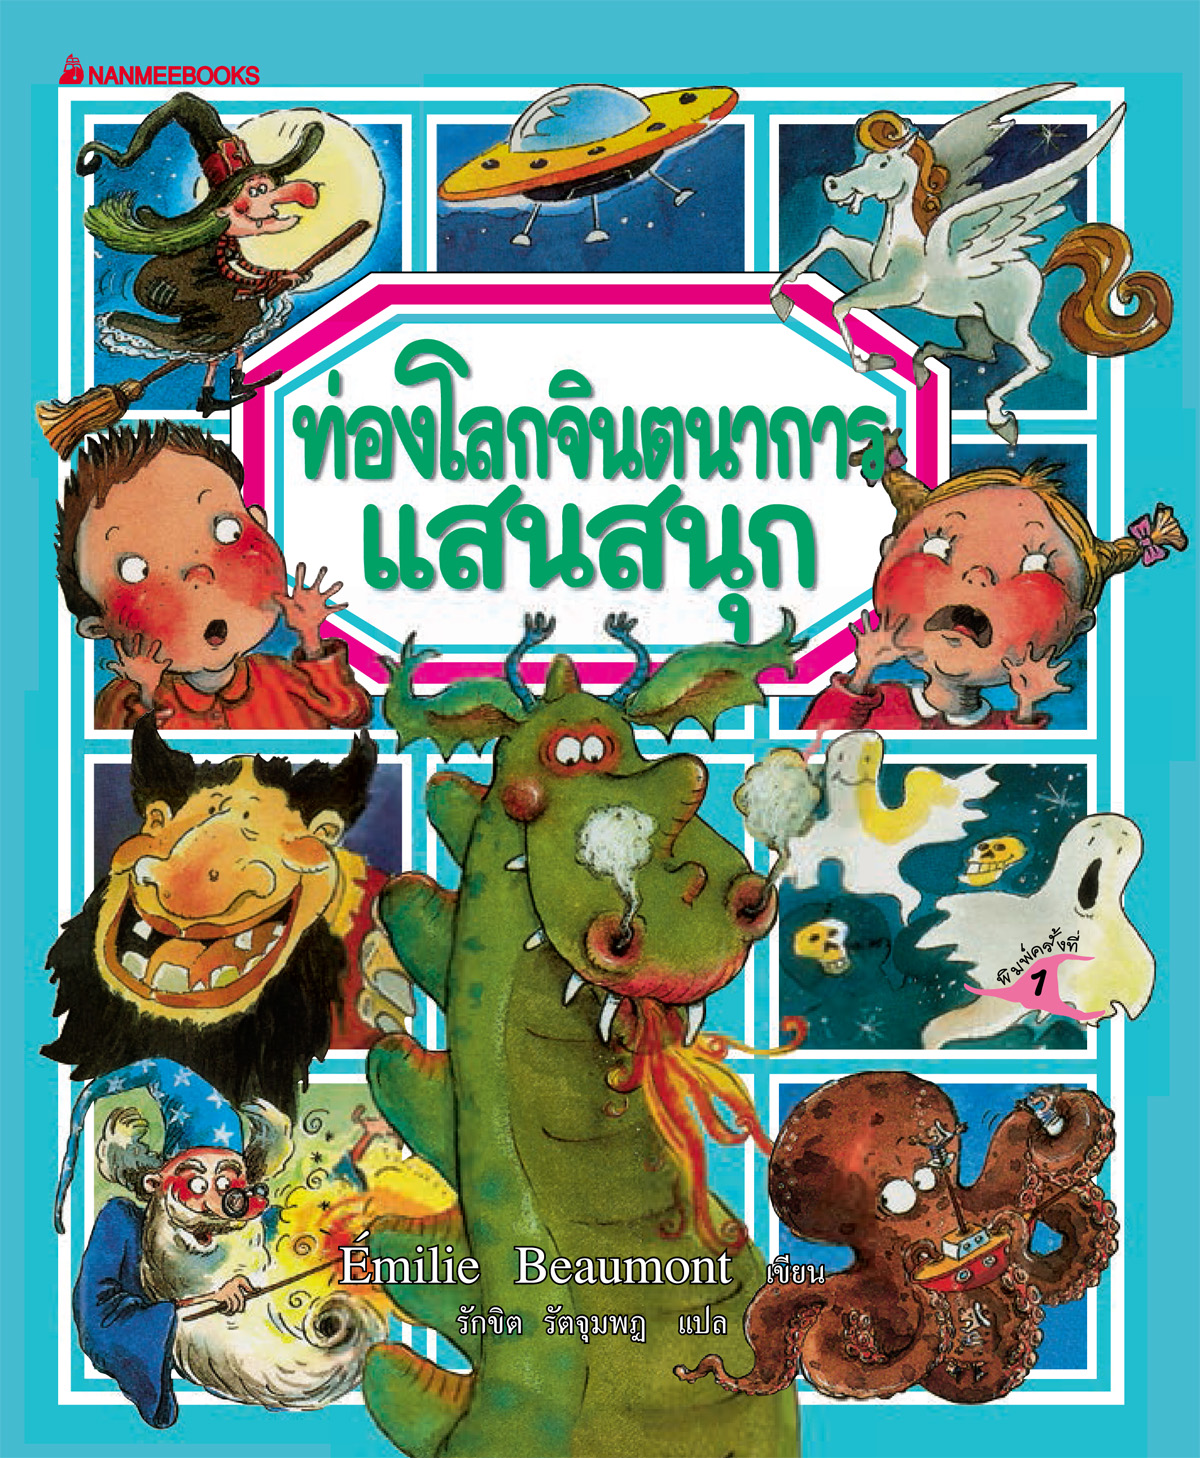 NANMEEBOOKS
ท่องโลกจินตนาการ
แสนสนุก
พิมพ์ครั้งที่
1
Émilie Beaumont เขียน
รักขิต รัตจุมพฏ แปล